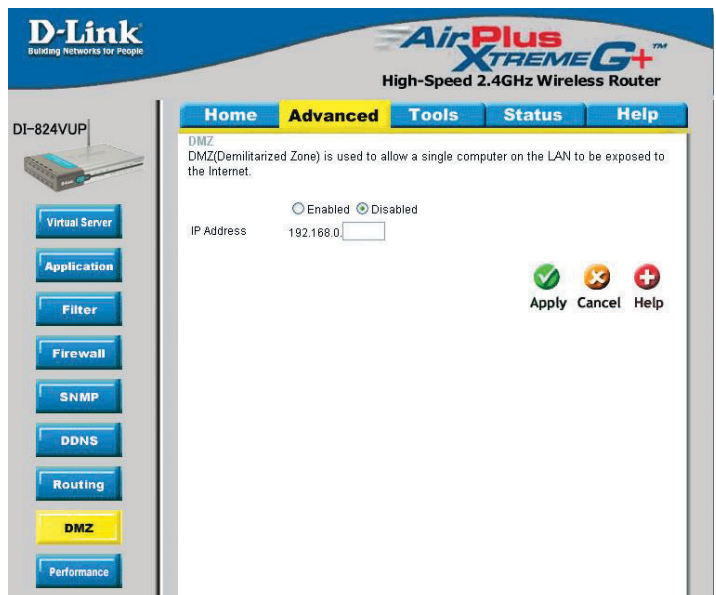 D-Link
Building Networks for People
AirPlus
XTREME G+™
High-Speed 2.4GHz Wireless Router
DI-824VUP
Home Advanced Tools Status Help
DMZ
DMZ(Demilitarized Zone) is used to allow a single computer on the LAN to be exposed to
the Internet.
Enabled Disabled
IP Address 192.168.0.
Apply Cancel Help
Virtual Server
Application
Filter
Firewall
SNMP
DDNS
Routing
DMZ
Performance